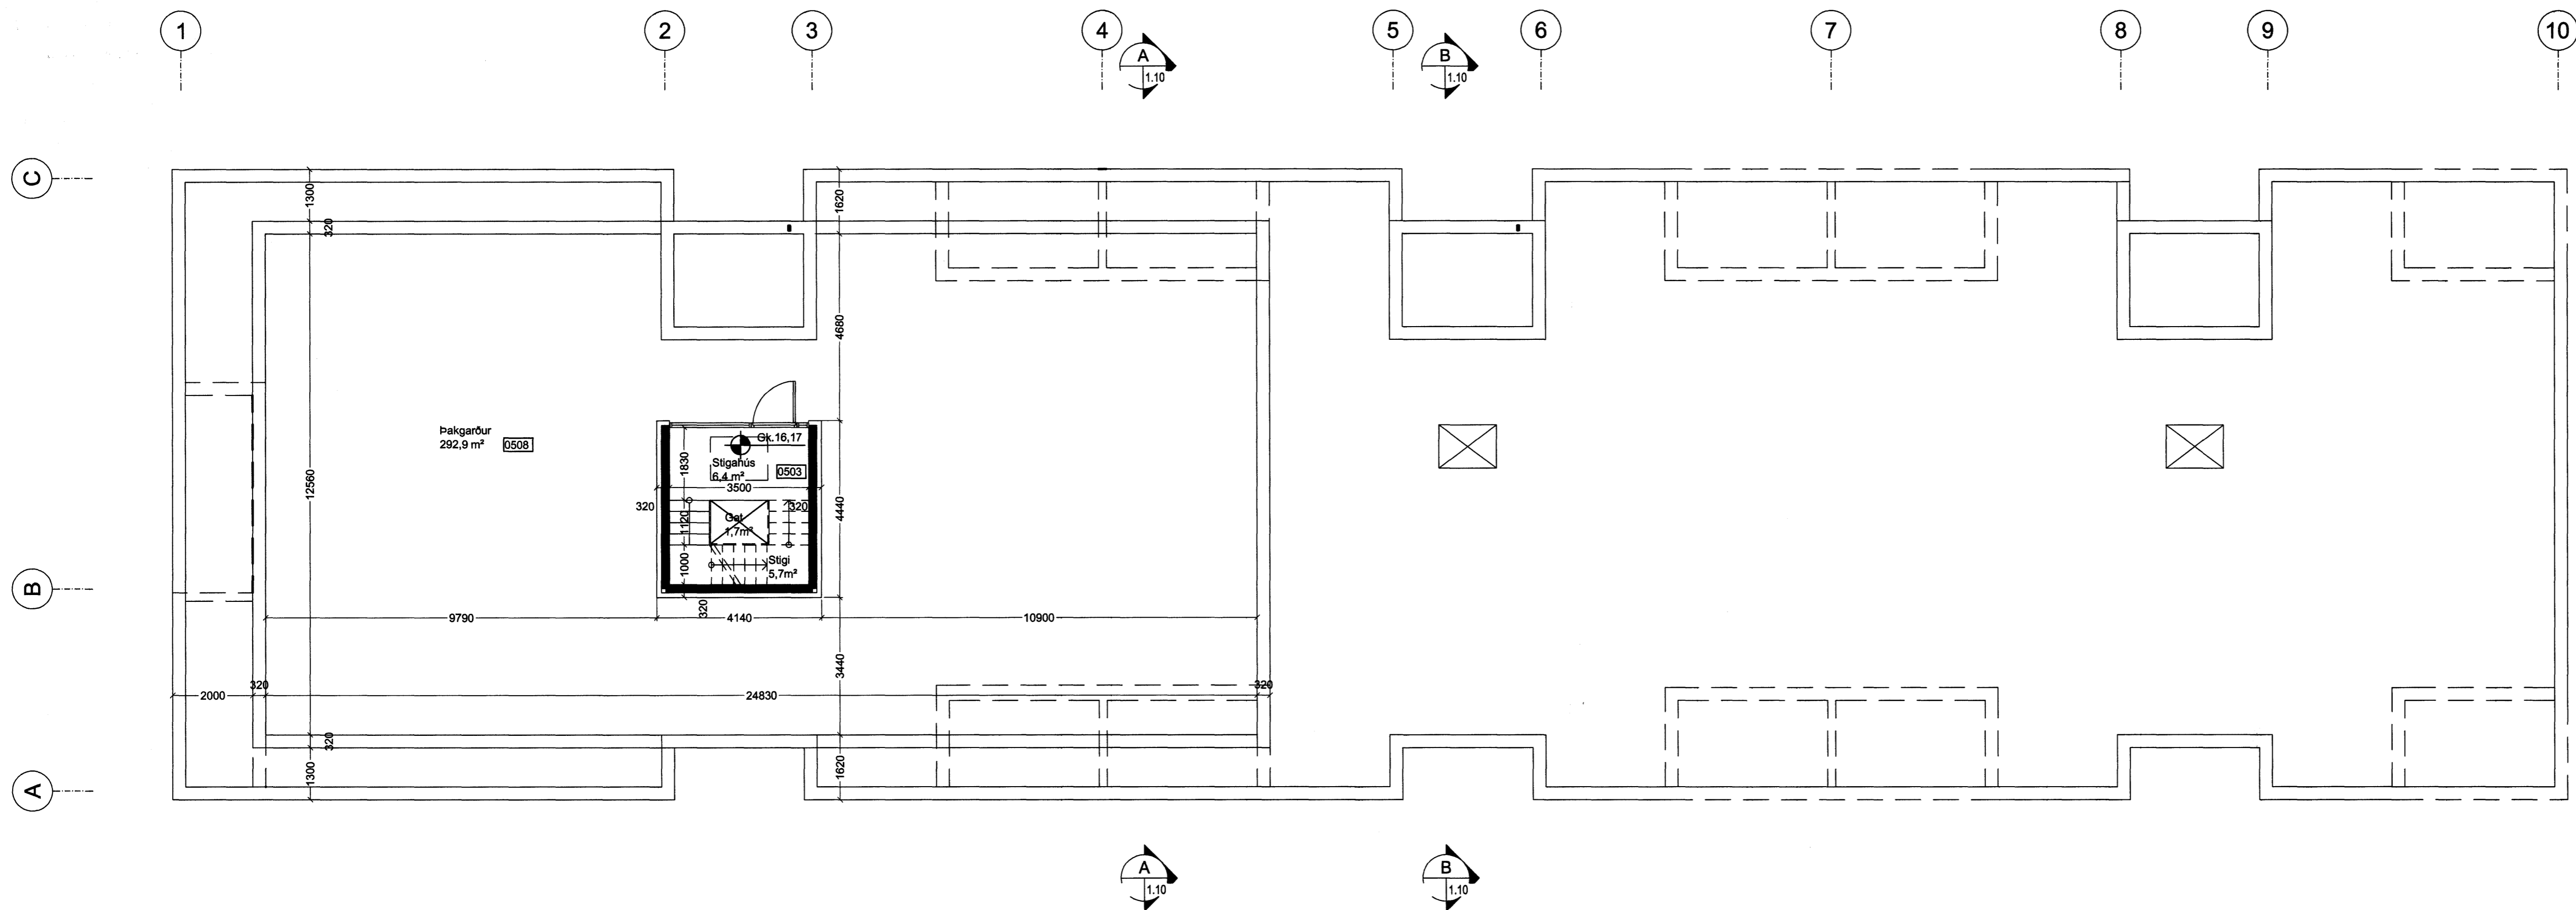 1 2 3 4 5 6 7 8 9 10
A B
1.10 1.10
C
1300 1620
320
4680
Þakgarður
292,9 m² 0508
Gk.16,17
1830
Stigahús
6,4 m² 0503
3500
12560
320 320
4440
1120
Gat
1,7m²
1000
Stigi
5,7m²
B
320
9790 4140 10900
3440
320 320
2000 24830
320
1300 1620
A
A B
1.10 1.10